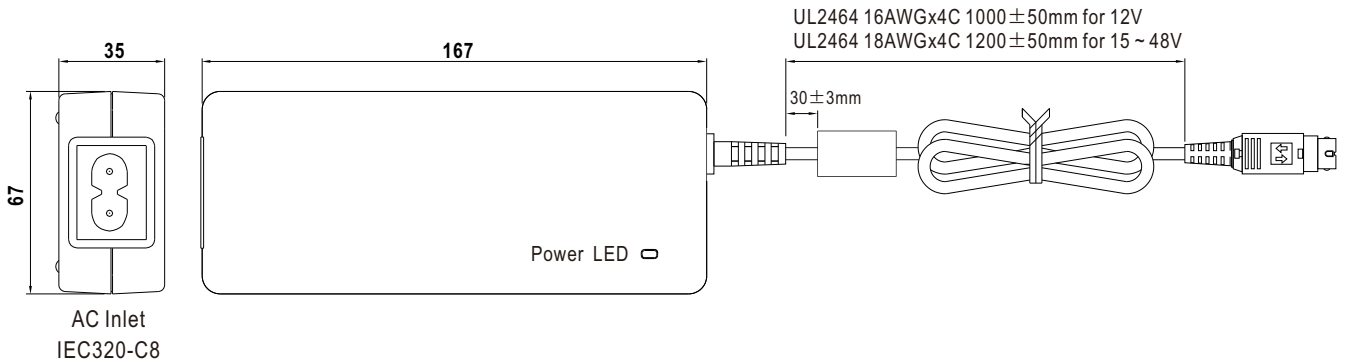 UL2464 16AWGx4C 1000±50mm for 12V
UL2464 18AWGx4C 1200±50mm for 15 ~ 48V
35
167
30±3mm
67
Power LED
AC Inlet
IEC320-C8